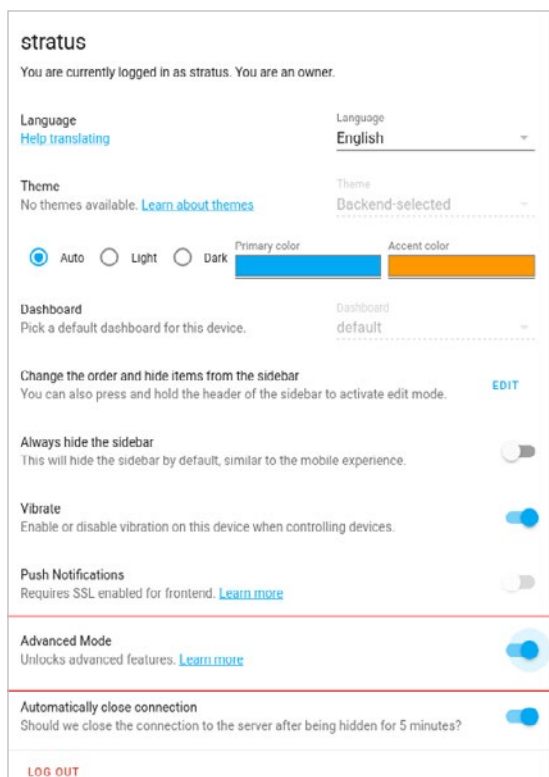 stratus
You are currently logged in as stratus. You are an owner.
Language
Help translating
Language
English
Theme
No themes available. Learn about themes
Theme
Backend-selected
Auto Light Dark
Primary color
Accent color
Dashboard
Pick a default dashboard for this device.
Dashboard
default
Change the order and hide items from the sidebar
You can also press and hold the header of the sidebar to activate edit mode.
EDIT
Always hide the sidebar
This will hide the sidebar by default, similar to the mobile experience.
Vibrate
Enable or disable vibration on this device when controlling devices.
Push Notifications
Requires SSL enabled for frontend. Learn more
Advanced Mode
Unlocks advanced features. Learn more
Automatically close connection
Should we close the connection to the server after being hidden for 5 minutes?
LOG OUT